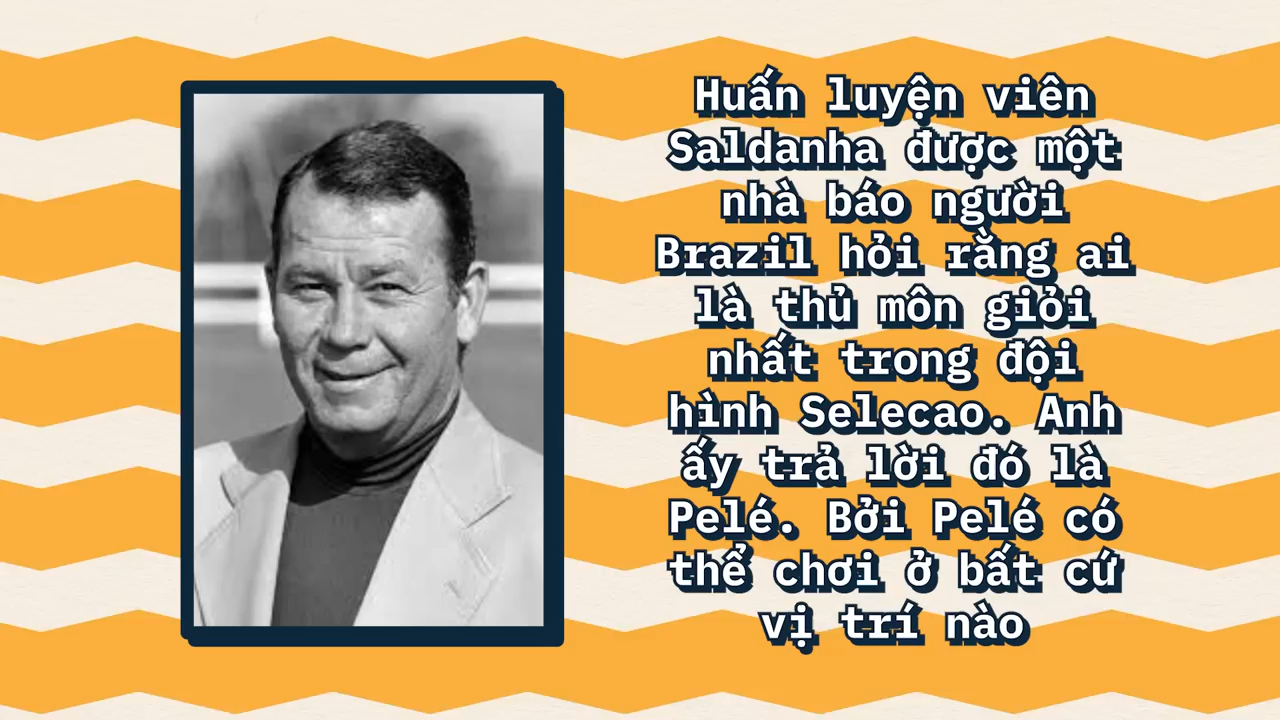 Huấn luyện viên
Saldanha được một
nhà báo người
Brazil hỏi rằng ai
là thủ môn giỏi
nhất trong đội
hình Selecao. Anh
ấy trả lời đó là
Pelé. Bởi Pelé có
thể chơi ở bất cứ
vị trí nào